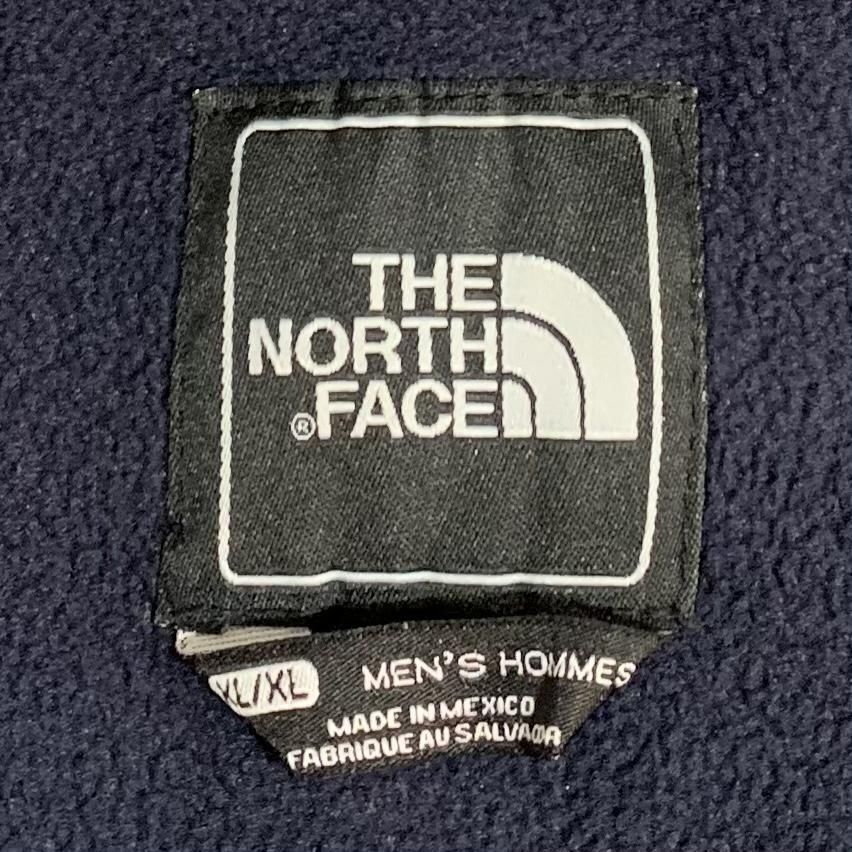 THE
NORTH
FACE
®
XL/XL
MEN'S HOMMES
MADE IN MEXICO
FABRIQUE AU SALVADOR